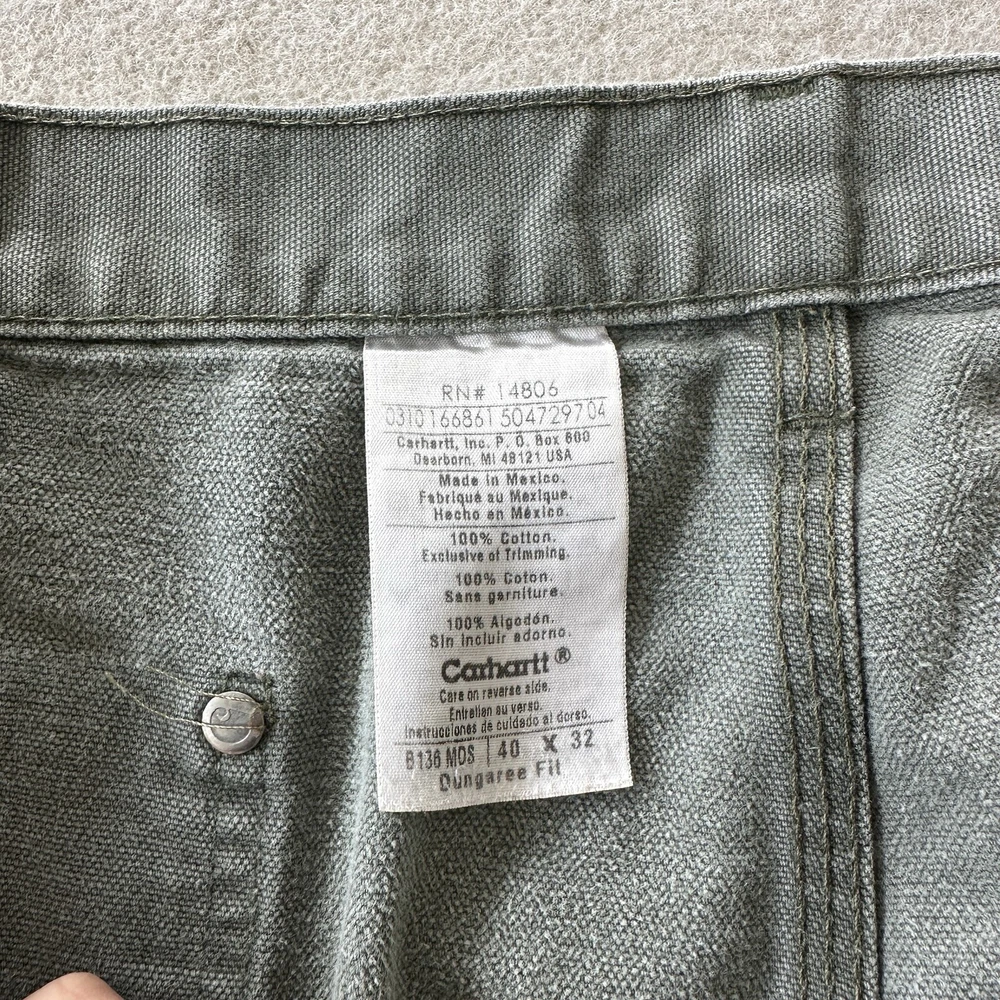 RN# 14806
0310166861 5047297 04
Carhartt, Inc. P. O. Box 600
Dearborn, MI 48121 USA
Made in Mexico.
Fabriqué au Mexique.
Hecho en México.
100% Cotton.
Exclusive of Trimming.
100% Coton.
Sans garniture.
100% Algodón.
Sin incluir adorno.
Carhartt®
Care on reverse side.
Entretien au verso.
Instrucciones de cuidado al dorso.
B136 MOS | 40 X 32
Dungaree Fit